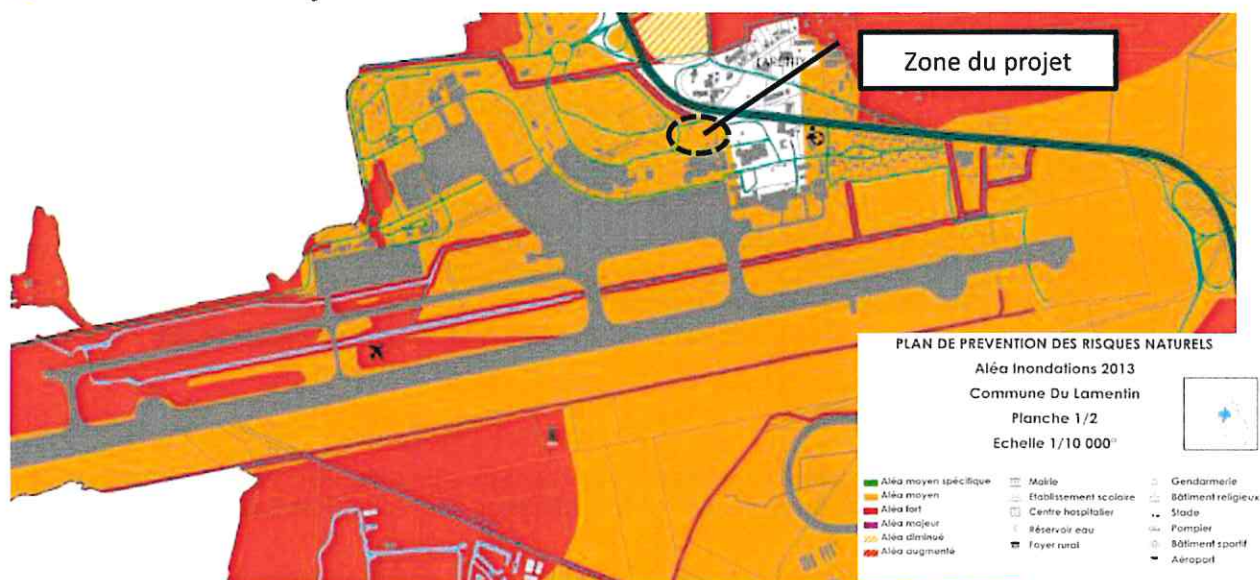 Zone du projet
CARETHY
PLAN DE PREVENTION DES RISQUES NATURELS
Aléa Inondations 2013
Commune Du Lamentin
Planche 1/2
Echelle 1/10 000°
Aléa moyen spécifique
Aléa moyen
Aléa fort
Aléa majeur
Aléa diminué
Aléa augmenté
Mairie
Etablissement scolaire
Centre hospitalier
Réservoir eau
Foyer rural
Gendarmerie
Bâtiment religieux
Stade
Pompier
Bâtiment sportif
Aéroport